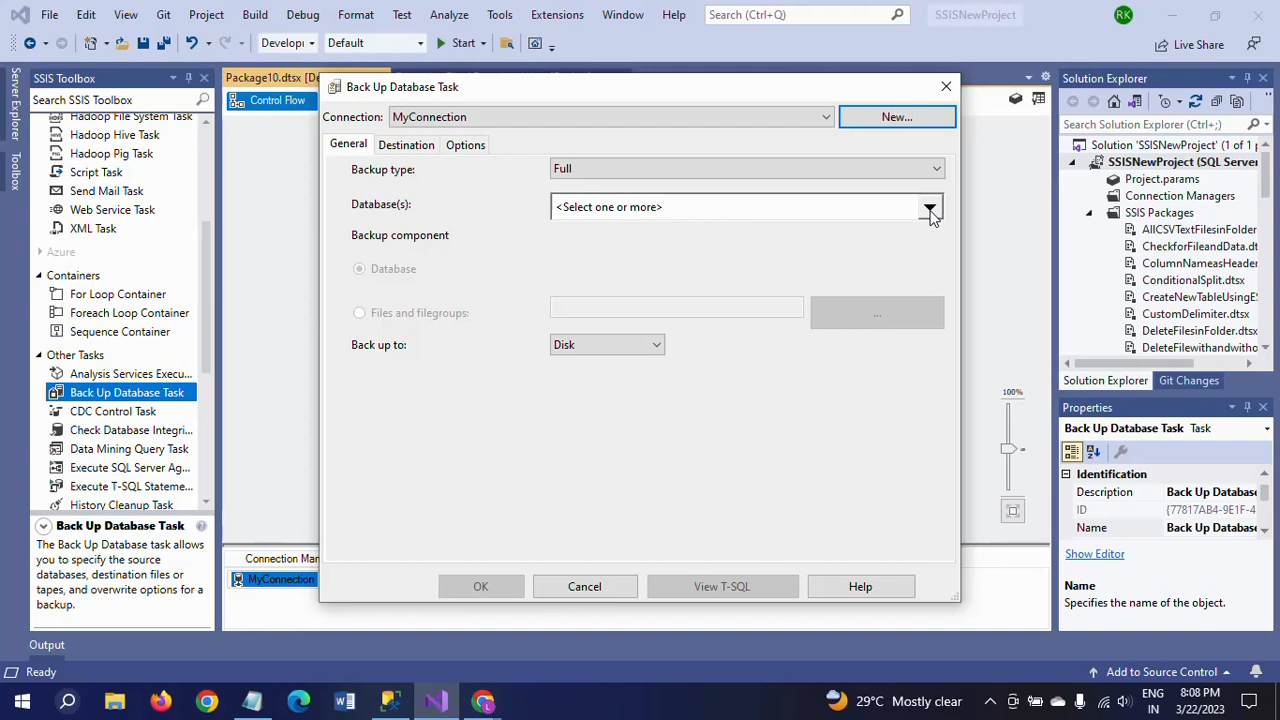 File Edit View Git Project Build Debug Format Test Analyze Tools Extensions Window Help Search (Ctrl+Q) SSISNewProject RK
Developi Default Start Live Share
SSIS Toolbox
Search SSIS Toolbox
Server Explorer
Toolbox
Hadoop File System Task
Hadoop Hive Task
Hadoop Pig Task
Script Task
Send Mail Task
Web Service Task
XML Task
Azure
Containers
For Loop Container
Foreach Loop Container
Sequence Container
Other Tasks
Analysis Services Execu...
Back Up Database Task
CDC Control Task
Check Database Integri...
Data Mining Query Task
Execute SQL Server Ag...
Execute T-SQL Stateme...
History Cleanup Task
Back Up Database Task
The Back Up Database task allows
you to specify the source
databases, destination files or
tapes, and overwrite options for a
backup.
Package10.dtsx [De
Control Flow
Back Up Database Task
Connection: MyConnection New...
General Destination Options
Backup type: Full
Database(s): <Select one or more>
Backup component
Database
Files and filegroups: ...
Back up to: Disk
OK Cancel View T-SQL Help
100%
Connection Man
MyConnection
Solution Explorer
Search Solution Explorer (Ctrl+;)
Solution 'SSISNewProject' (1 of 1 p
SSISNewProject (SQL Server
Project.params
Connection Managers
SSIS Packages
AllCSVTextFilesinFolder
CheckforFileandData.dt
ColumnNameasHeader
ConditionalSplit.dtsx
CreateNewTableUsingES
CustomDelimiter.dtsx
DeleteFilesinFolder.dtsx
DeleteFilewithandwitho
Solution Explorer Git Changes
Properties
Back Up Database Task Task
Identification
Description Back Up Database
ID {77817AB4-9E1F-4
Name Back Up Database
Show Editor
Name
Specifies the name of the object.
Output
Ready Add to Source Control
29°C Mostly clear ENG IN 8:08 PM 3/22/2023